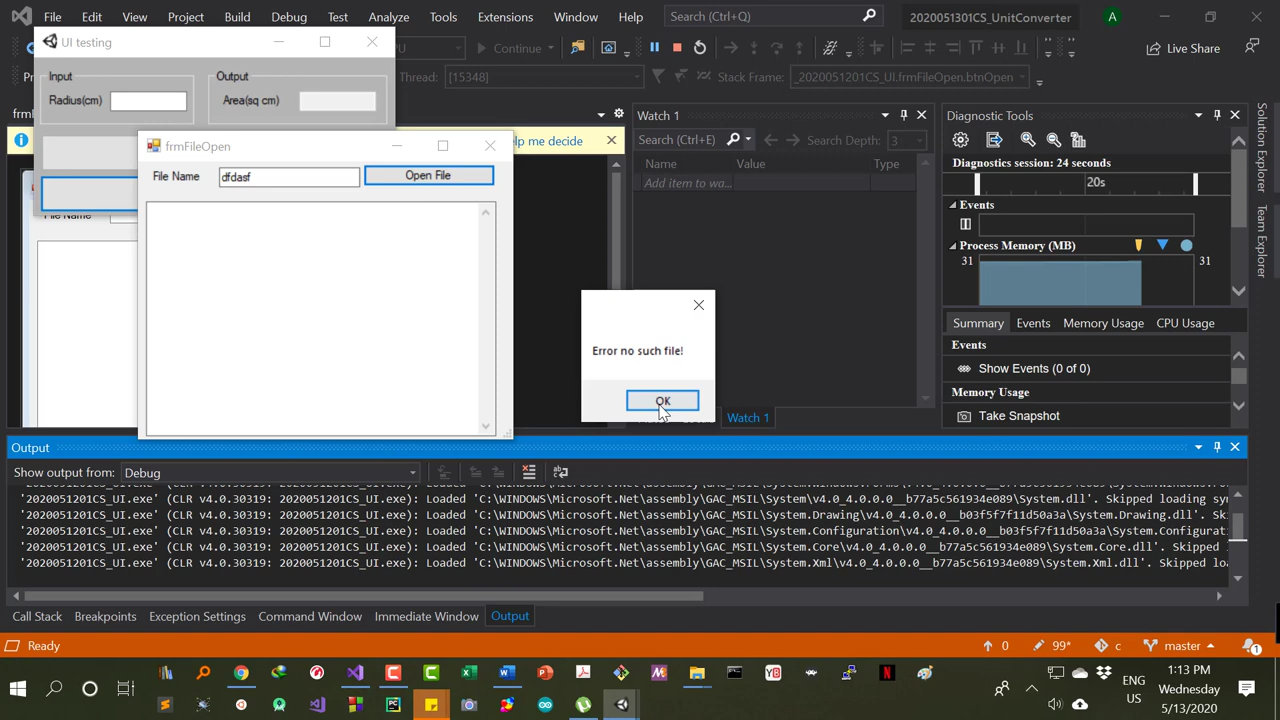 File Edit View Project Build Debug Test Analyze Tools Extensions Window Help Search (Ctrl+Q) 2020051301CS_UnitConverter A
UI testing
Continue
Live Share
Input
Output
Thread: [15348] Stack Frame: _2020051201CS_UI.frmFileOpen.btnOpen
Radius(cm)
Area(sq cm)
Watch 1
Diagnostic Tools
Help me decide
Search (Ctrl+E) Search Depth: 3
frmFileOpen
Name Value Type
Add item to wa...
Diagnostics session: 24 seconds
20s
File Name dfdasf Open File
File Name
Events
Process Memory (MB)
31 31
Summary Events Memory Usage CPU Usage
Error no such file!
OK
Events
Show Events (0 of 0)
Memory Usage
Watch 1
Take Snapshot
Output
Show output from: Debug
'2020051201CS_UI.exe' (CLR v4.0.30319: 2020051201CS_UI.exe): Loaded 'C:\WINDOWS\Microsoft.Net\assembly\GAC_MSIL\System\v4.0_4.0.0.0__b77a5c561934e089\System.dll'. Skipped loading syn
'2020051201CS_UI.exe' (CLR v4.0.30319: 2020051201CS_UI.exe): Loaded 'C:\WINDOWS\Microsoft.Net\assembly\GAC_MSIL\System.Drawing\v4.0_4.0.0.0__b03f5f7f11d50a3a\System.Drawing.dll'. Ski
'2020051201CS_UI.exe' (CLR v4.0.30319: 2020051201CS_UI.exe): Loaded 'C:\WINDOWS\Microsoft.Net\assembly\GAC_MSIL\System.Configuration\v4.0_4.0.0.0__b03f5f7f11d50a3a\System.Configurati
'2020051201CS_UI.exe' (CLR v4.0.30319: 2020051201CS_UI.exe): Loaded 'C:\WINDOWS\Microsoft.Net\assembly\GAC_MSIL\System.Core\v4.0_4.0.0.0__b77a5c561934e089\System.Core.dll'. Skipped l
'2020051201CS_UI.exe' (CLR v4.0.30319: 2020051201CS_UI.exe): Loaded 'C:\WINDOWS\Microsoft.Net\assembly\GAC_MSIL\System.Xml\v4.0_4.0.0.0__b77a5c561934e089\System.Xml.dll'. Skipped loa
Call Stack Breakpoints Exception Settings Command Window Immediate Window Output
Solution Explorer
Team Explorer
Ready 0 99* c master 1
ENG
US
1:13 PM
Wednesday
5/13/2020